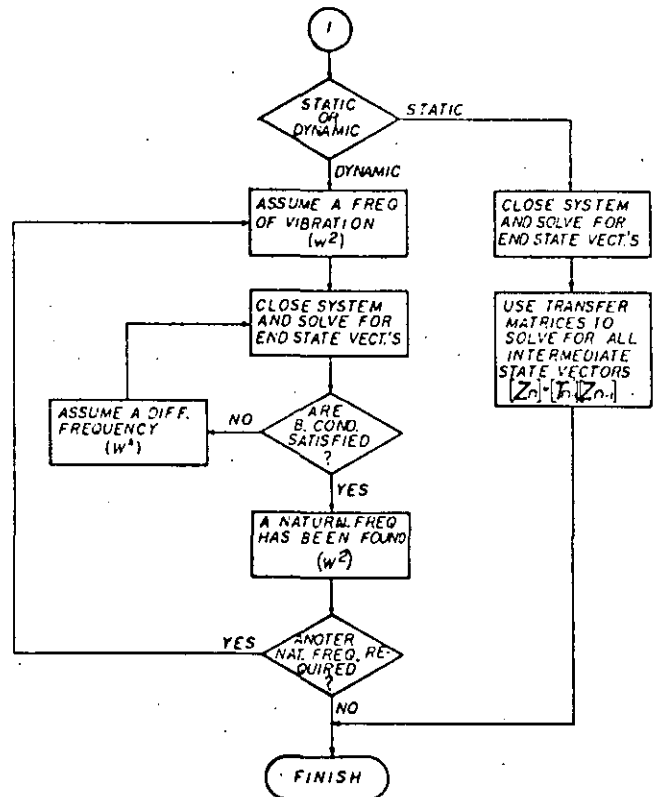 1
STATIC
OR
DYNAMIC
STATIC
DYNAMIC
ASSUME A FREQ
OF VIBRATION
(w²)
CLOSE SYSTEM
AND SOLVE FOR
END STATE VECT.'S
CLOSE SYSTEM
AND SOLVE FOR
END STATE VECT.'S
USE TRANSFER
MATRICES TO
SOLVE FOR ALL
INTERMEDIATE
STATE VECTORS
ASSUME A DIFF.
FREQUENCY
NO
ARE
B. COND.
SATISFIED
?
YES
A NATURAL FREQ
HAS BEEN FOUND
(w²)
YES
ANOTER
NAT. FREQ. RE-
QUIRED
?
NO
FINISH